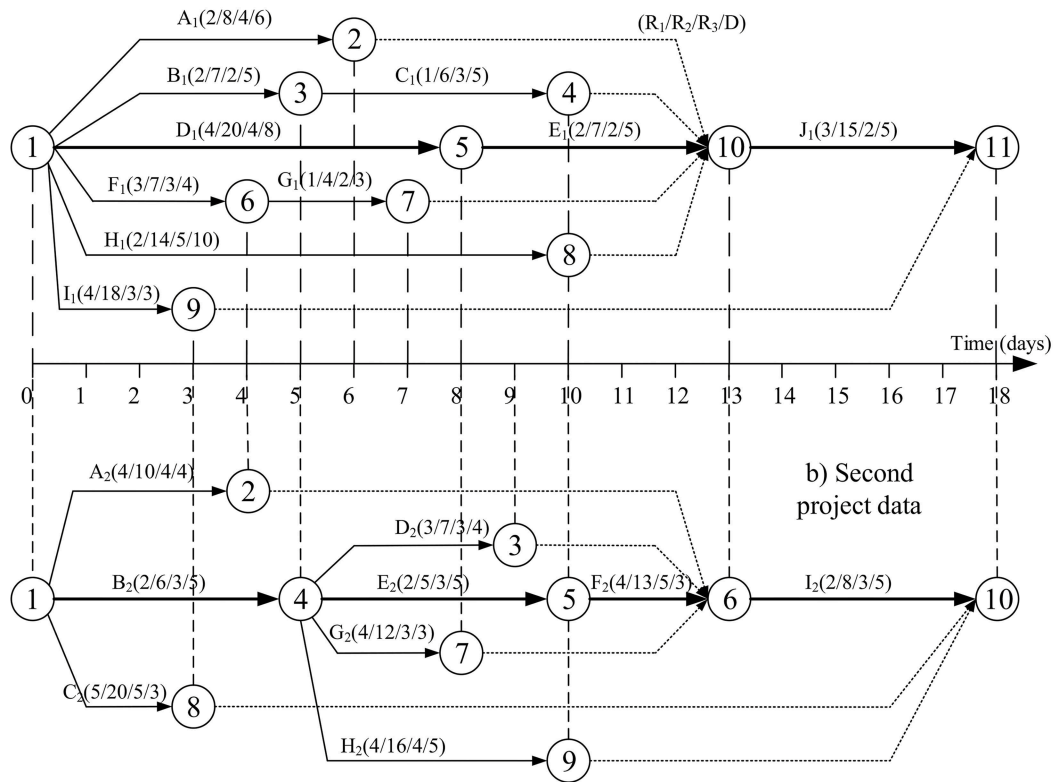 A₁(2/8/4/6)
2
(R₁/R₂/R₃/D)
B₁(2/7/2/5)
3
C₁(1/6/3/5)
4
1
D₁(4/20/4/8)
5
E₁(2/7/2/5)
10
J₁(3/15/2/5)
11
F₁(3/7/3/4)
6
G₁(1/4/2/3)
7
H₁(2/14/5/10)
8
I₁(4/18/3/3)
9
Time (days)
0 1 2 3 4 5 6 7 8 9 10 11 12 13 14 15 16 17 18
A₂(4/10/4/4)
2
b) Second
project data
D₂(3/7/3/4)
3
1
B₂(2/6/3/5)
4
E₂(2/5/3/5)
5
F₂(4/13/5/3)
6
I₂(2/8/3/5)
10
G₂(4/12/3/3)
7
C₂(5/20/5/3)
8
H₂(4/16/4/5)
9